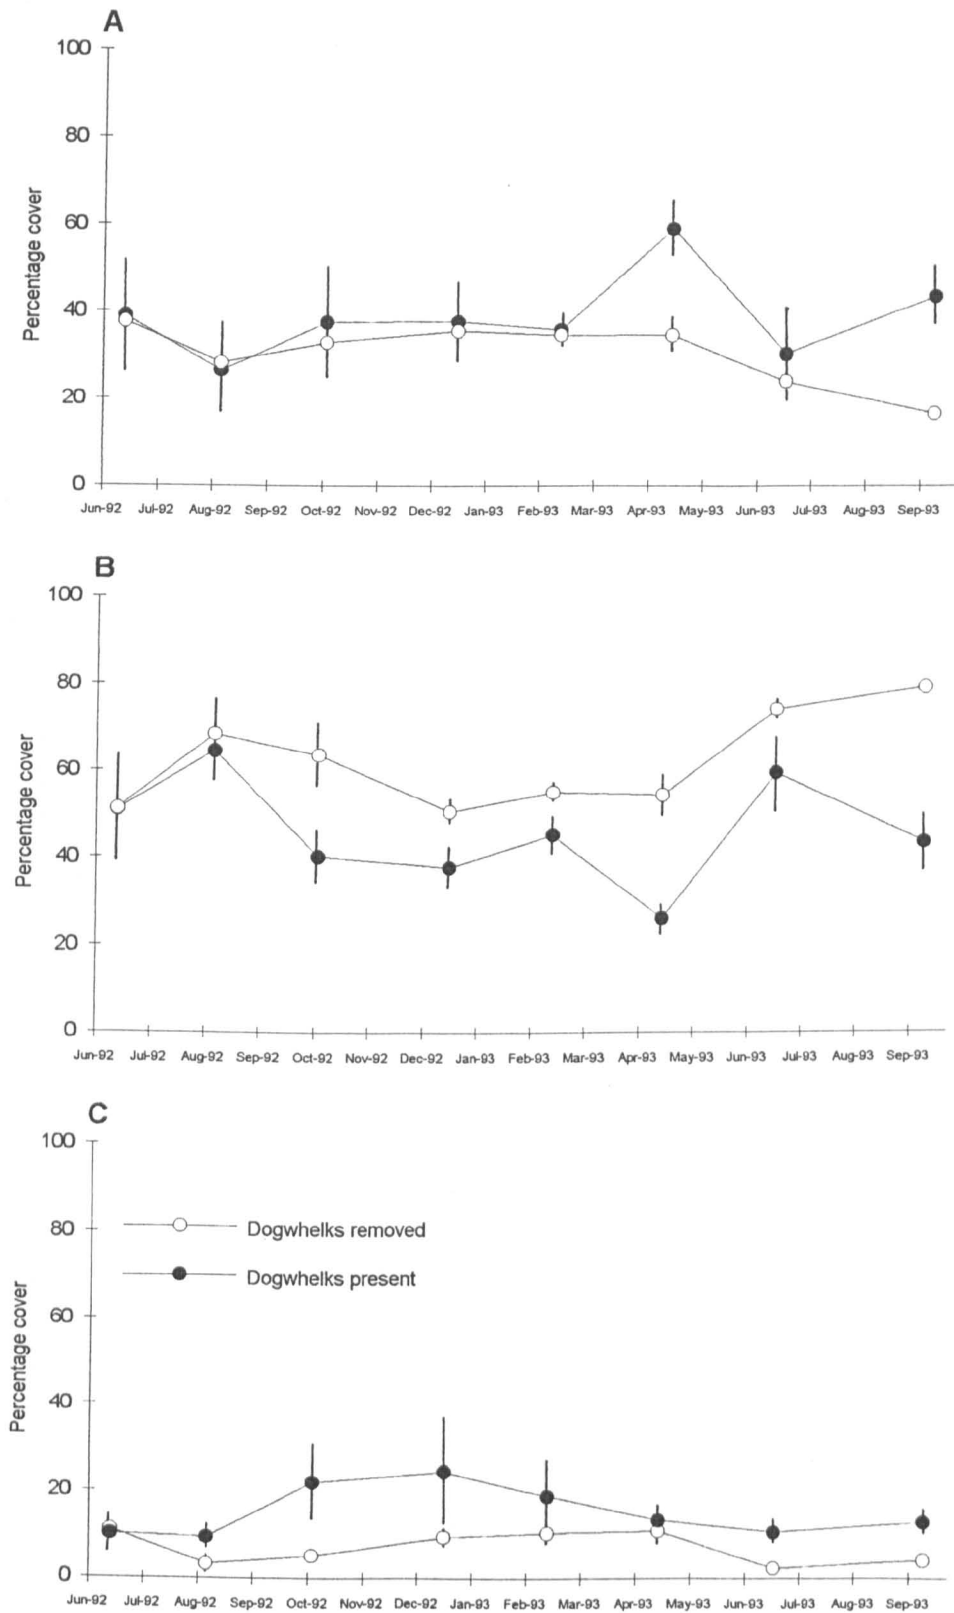 A
100
80
60
40
20
0
Percentage cover
Jun-92 Jul-92 Aug-92 Sep-92 Oct-92 Nov-92 Dec-92 Jan-93 Feb-93 Mar-93 Apr-93 May-93 Jun-93 Jul-93 Aug-93 Sep-93
B
100
80
60
40
20
0
Percentage cover
Jun-92 Jul-92 Aug-92 Sep-92 Oct-92 Nov-92 Dec-92 Jan-93 Feb-93 Mar-93 Apr-93 May-93 Jun-93 Jul-93 Aug-93 Sep-93
C
100
80
60
40
20
0
Percentage cover
Dogwhelks removed
Dogwhelks present
Jun-92 Jul-92 Aug-92 Sep-92 Oct-92 Nov-92 Dec-92 Jan-93 Feb-93 Mar-93 Apr-93 May-93 Jun-93 Jul-93 Aug-93 Sep-93